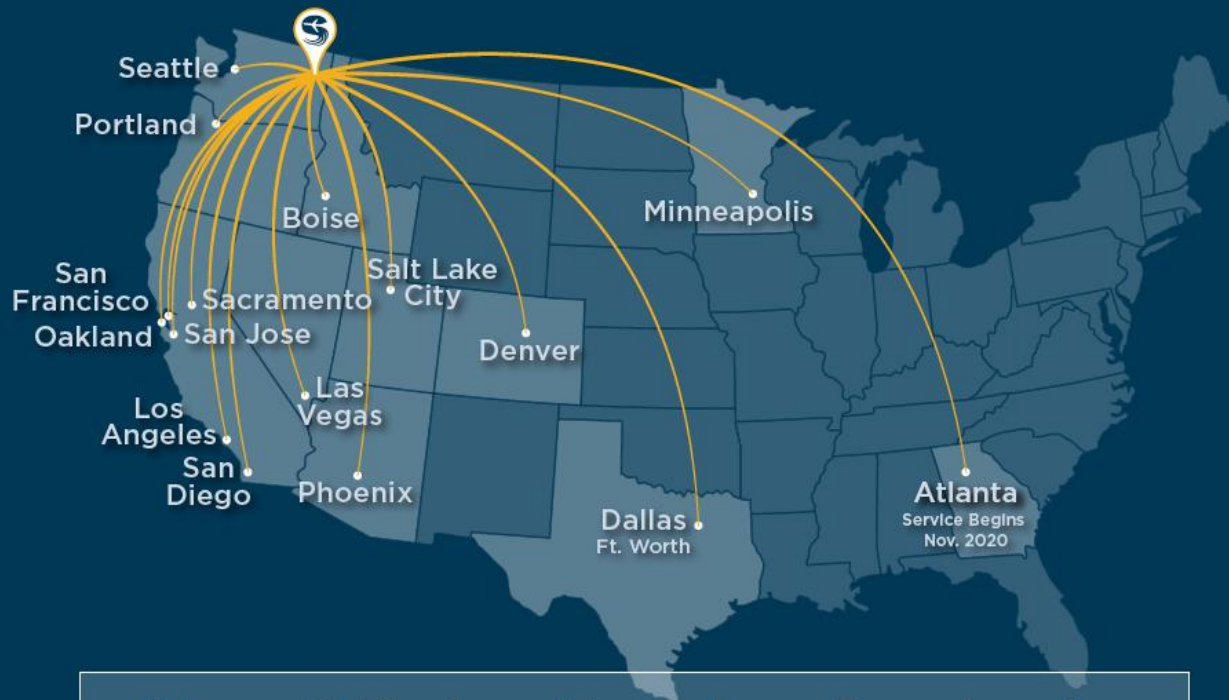 Seattle
Portland
Boise
Minneapolis
San
Francisco
Oakland
Sacramento
San Jose
Salt Lake
City
Denver
Las
Vegas
Los
Angeles
San
Diego
Phoenix
Dallas
Ft. Worth
Atlanta
Service Begins
Nov. 2020